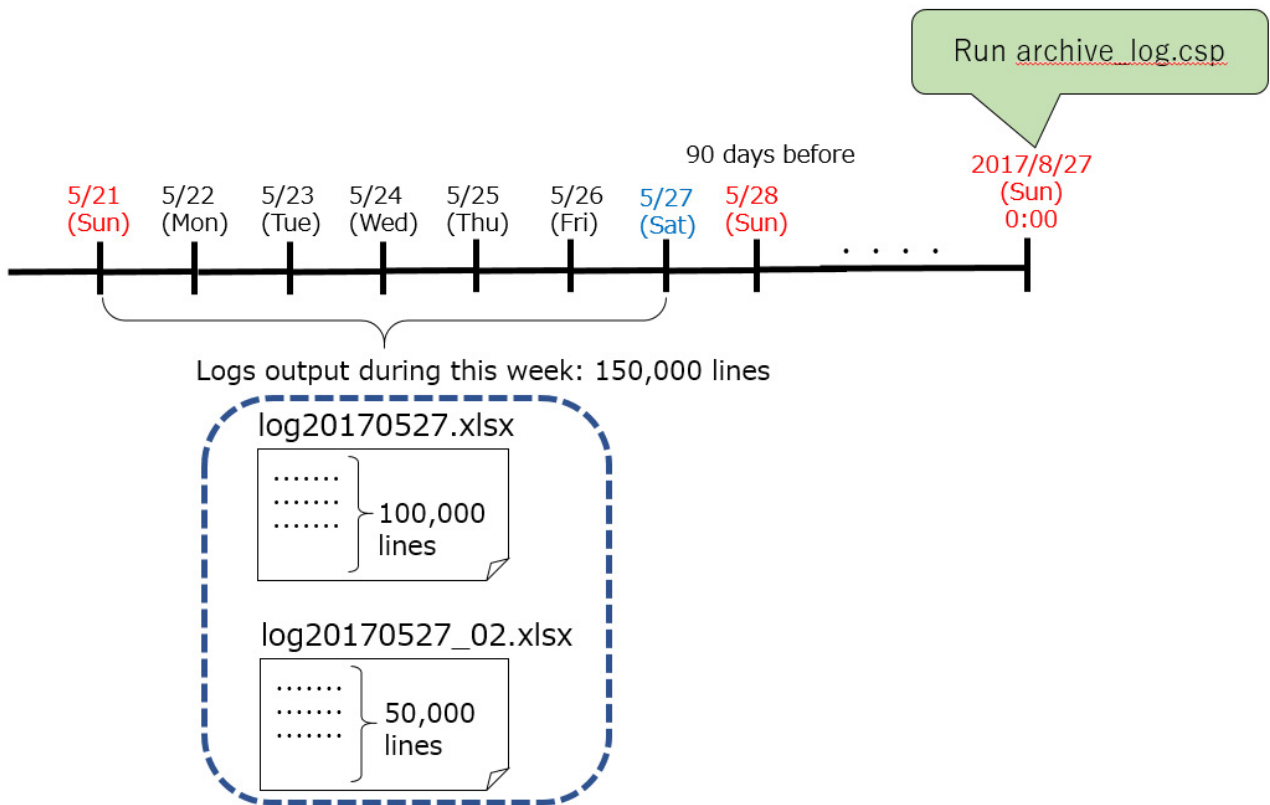 Run archive_log.csp
90 days before
2017/8/27
(Sun)
0:00
5/21
(Sun)
5/22
(Mon)
5/23
(Tue)
5/24
(Wed)
5/25
(Thu)
5/26
(Fri)
5/27
(Sat)
5/28
(Sun)
. . . .
Logs output during this week: 150,000 lines
log20170527.xlsx
.......
.......
.......
100,000
lines
log20170527_02.xlsx
.......
.......
.......
50,000
lines